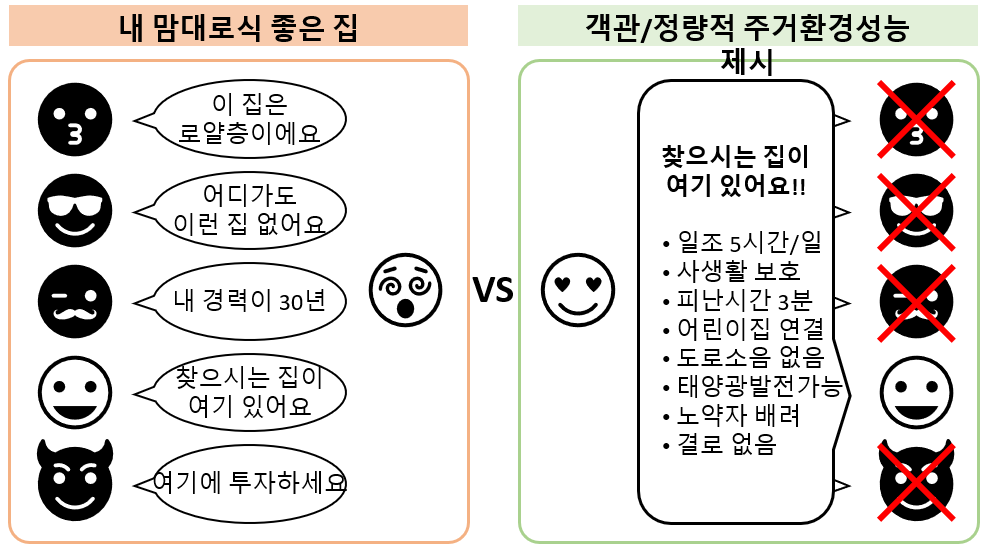 내 맘대로식 좋은 집
이 집은
로얄층이에요
어디가도
이런 집 없어요
내 경력이 30년
찾으시는 집이
여기 있어요
여기에 투자하세요
VS
객관/정량적 주거환경성능
제시
찾으시는 집이
여기 있어요!!
• 일조 5시간/일
• 사생활 보호
• 피난시간 3분
• 어린이집 연결
• 도로소음 없음
• 태양광발전가능
• 노약자 배려
• 결로 없음